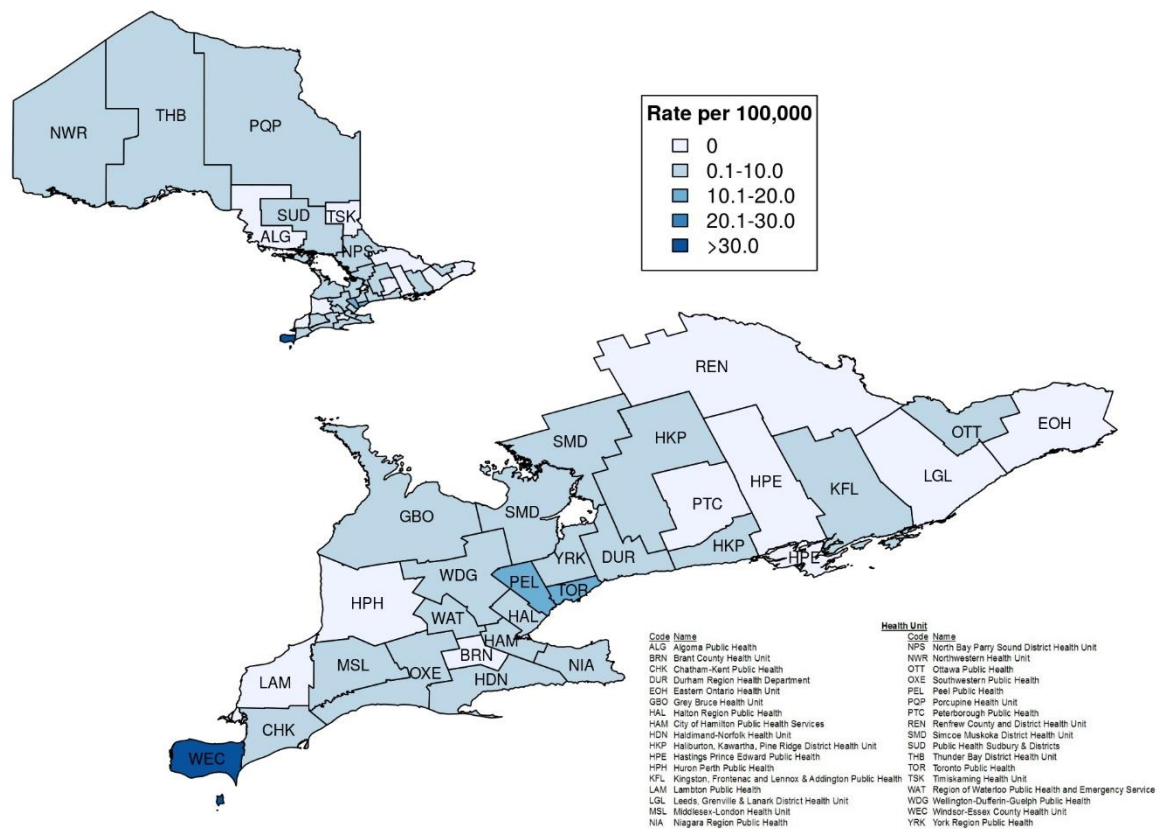 NWR
THB
PQP
SUD
TSK
ALG
NPS
Rate per 100,000
0
0.1-10.0
10.1-20.0
20.1-30.0
>30.0
REN
SMD
HKP
OTT
EOH
HPE
LGL
KFL
PTC
GBO
SMD
YRK
DUR
HKP
HPE
WDG
PEL
TOR
HPH
WAT
HAL
HAM
BRN
MSL
OXE
HDN
NIA
LAM
CHK
WEC
Health Unit
Code Name
ALG Algoma Public Health
BRN Brant County Health Unit
CHK Chatham-Kent Public Health
DUR Durham Region Health Department
EOH Eastern Ontario Health Unit
GBO Grey Bruce Health Unit
HAL Halton Region Public Health
HAM City of Hamilton Public Health Services
HDN Haldimand-Norfolk Health Unit
HKP Haliburton, Kawartha, Pine Ridge District Health Unit
HPE Hastings Prince Edward Public Health
HPH Huron Perth Public Health
KFL Kingston, Frontenac and Lennox & Addington Public Health
LAM Lambton Public Health
LGL Leeds, Grenville & Lanark District Health Unit
MSL Middlesex-London Health Unit
NIA Niagara Region Public Health
Code Name
NPS North Bay Parry Sound District Health Unit
NWR Northwestern Health Unit
OTT Ottawa Public Health
OXE Southwestern Public Health
PEL Peel Public Health
PQP Porcupine Health Unit
PTC Peterborough Public Health
REN Renfrew County and District Health Unit
SMD Simcoe Muskoka District Health Unit
SUD Public Health Sudbury & Districts
THB Thunder Bay District Health Unit
TOR Toronto Public Health
TSK Timiskaming Health Unit
WAT Region of Waterloo Public Health and Emergency Service
WDG Wellington-Dufferin-Guelph Public Health
WEC Windsor-Essex County Health Unit
YRK York Region Public Health